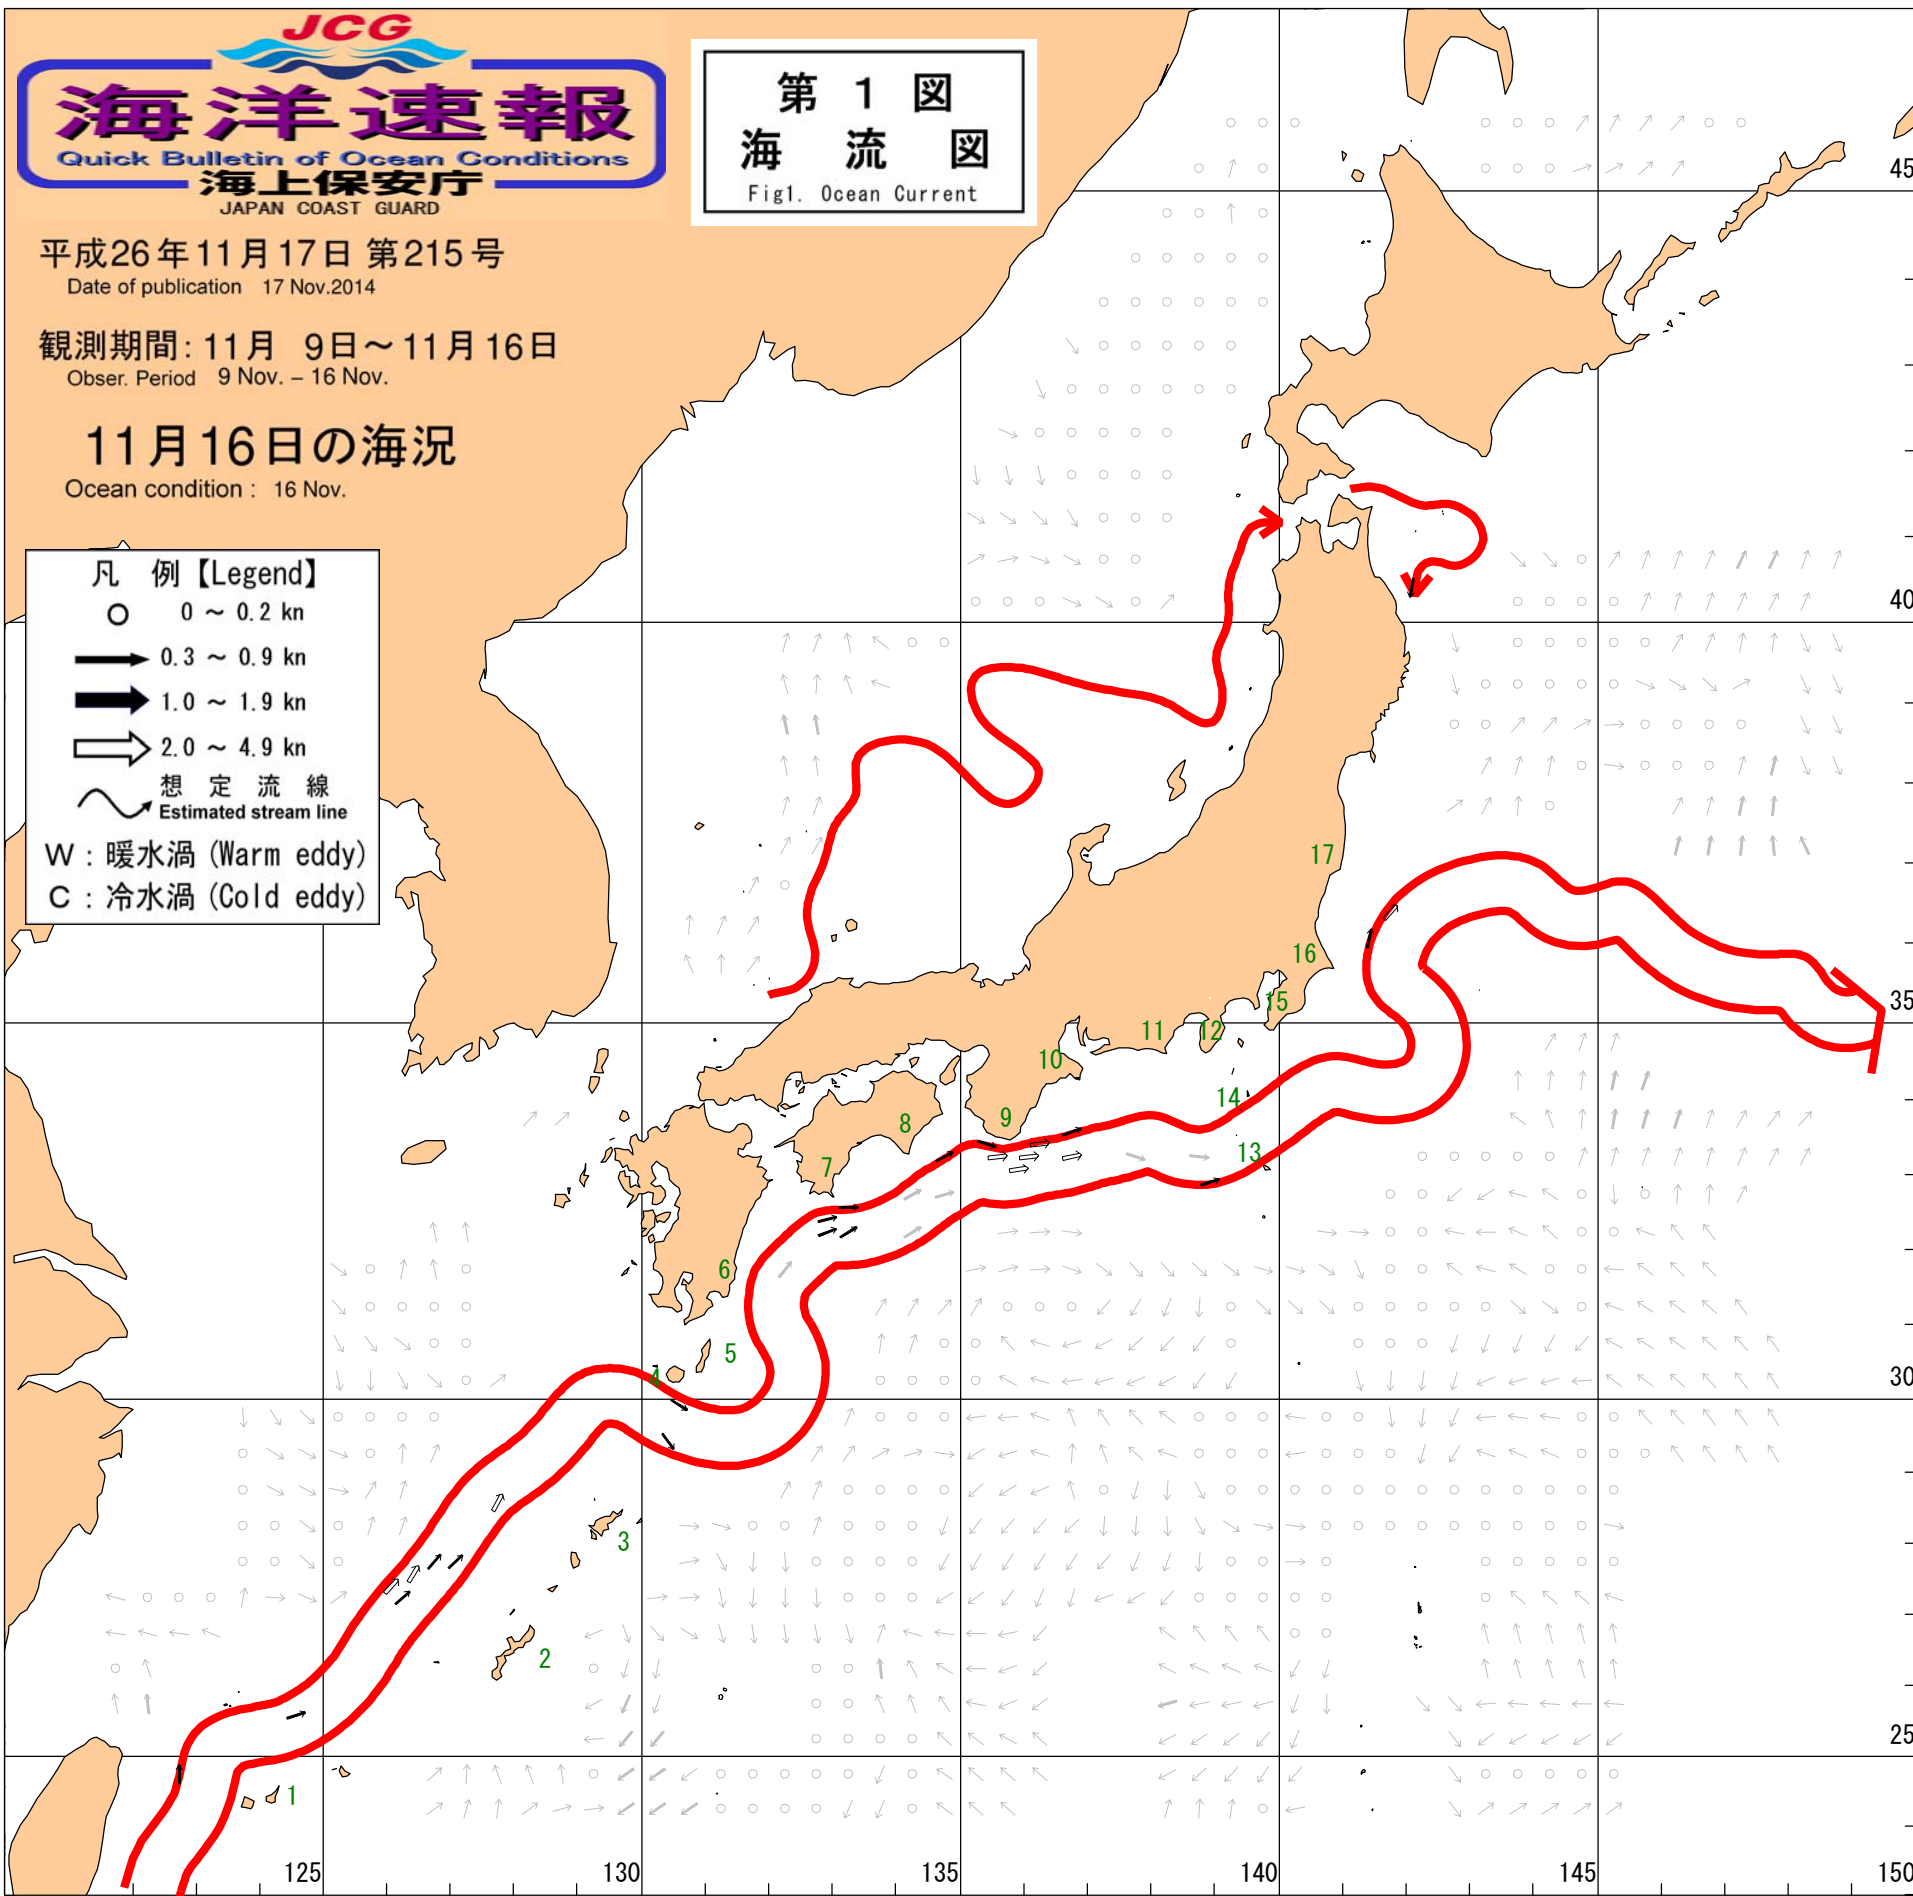 JCG
海洋速報
Quick Bulletin of Ocean Conditions
海上保安庁
JAPAN COAST GUARD
第 1 図
海 流 図
Fig1. Ocean Current
平成26年11月17日 第215号
Date of publication 17 Nov.2014
観測期間: 11月 9日～11月16日
Obser. Period 9 Nov. – 16 Nov.
11月16日の海況
Ocean condition : 16 Nov.
凡 例【Legend】
0 ～ 0.2 kn
0.3 ～ 0.9 kn
1.0 ～ 1.9 kn
2.0 ～ 4.9 kn
想 定 流 線
Estimated stream line
W : 暖水渦 (Warm eddy)
C : 冷水渦 (Cold eddy)
45
40
35
30
25
17
16
15
12
11
10
14
9
8
13
7
6
5
4
3
2
1
125
130
135
140
145
150